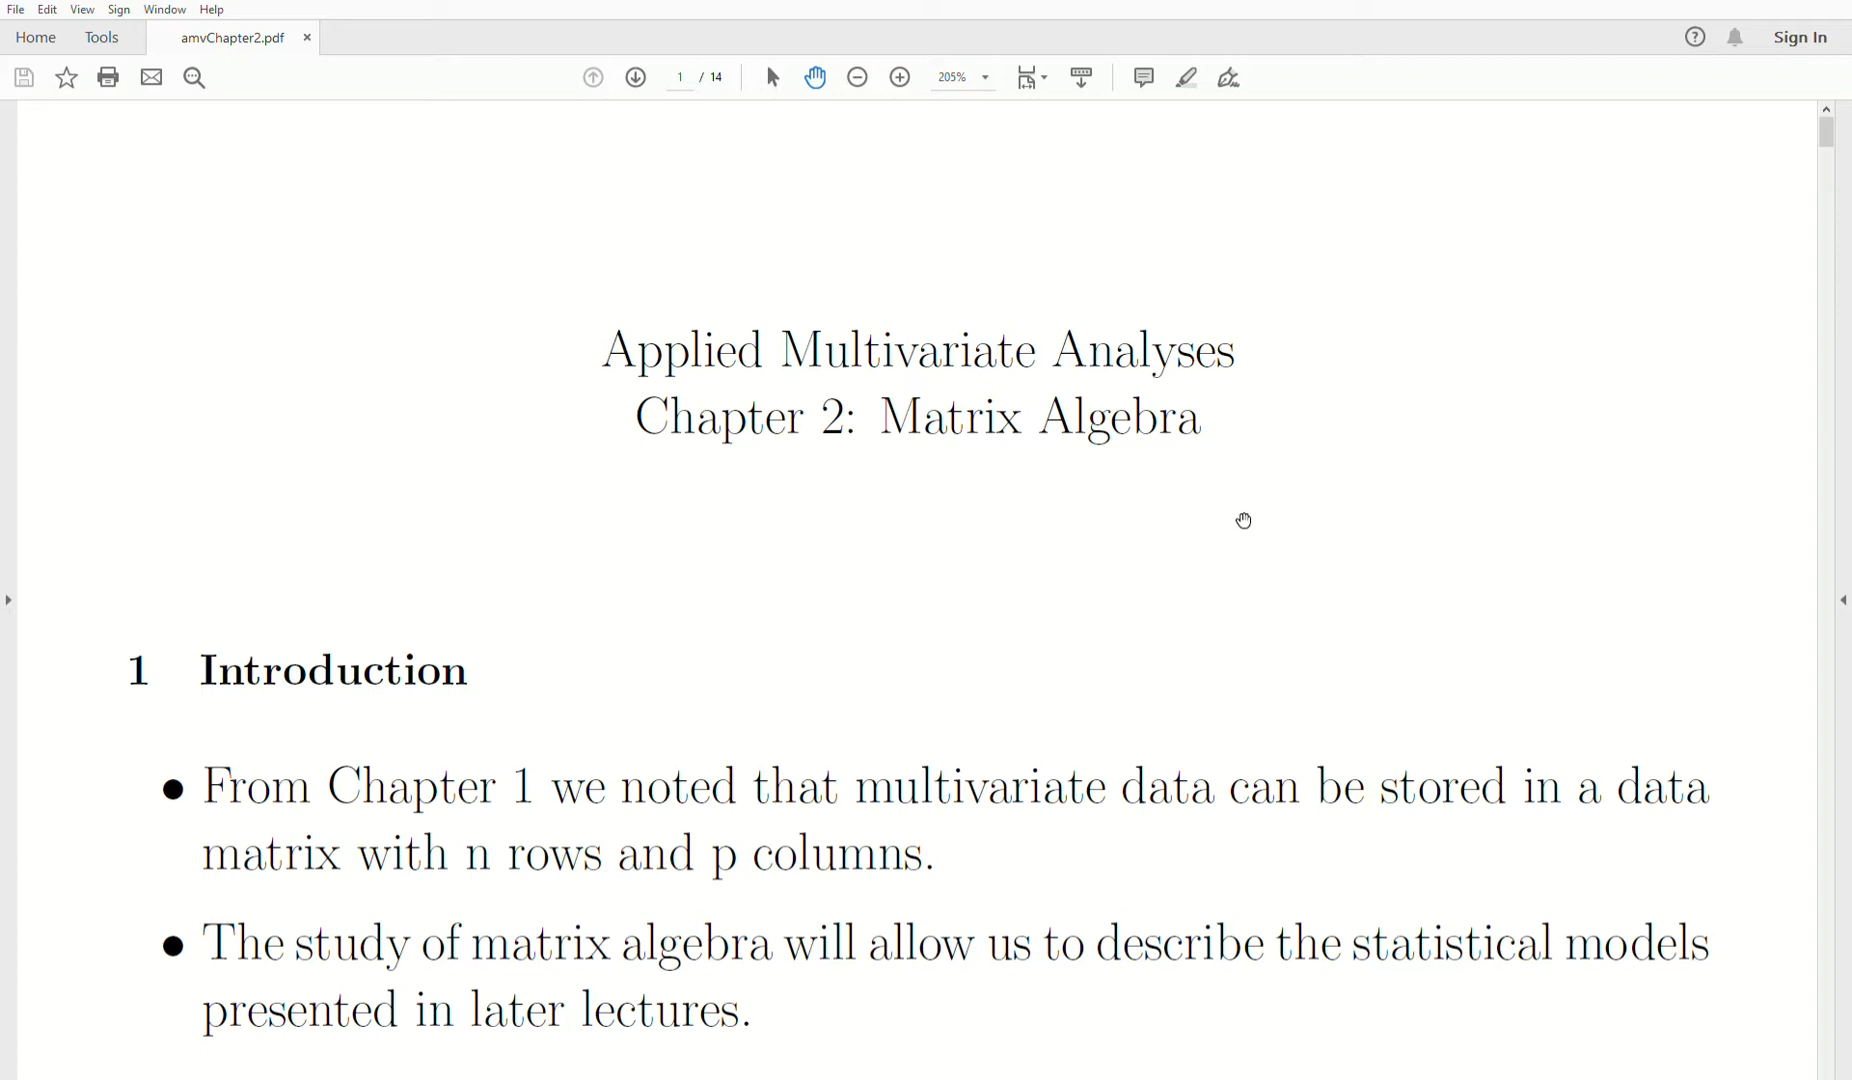 File Edit View Sign Window Help
Home Tools amvChapter2.pdf × Sign In
1 / 14 205%
Applied Multivariate Analyses
Chapter 2: Matrix Algebra
1 Introduction
● From Chapter 1 we noted that multivariate data can be stored in a data
matrix with n rows and p columns.
● The study of matrix algebra will allow us to describe the statistical models
presented in later lectures.